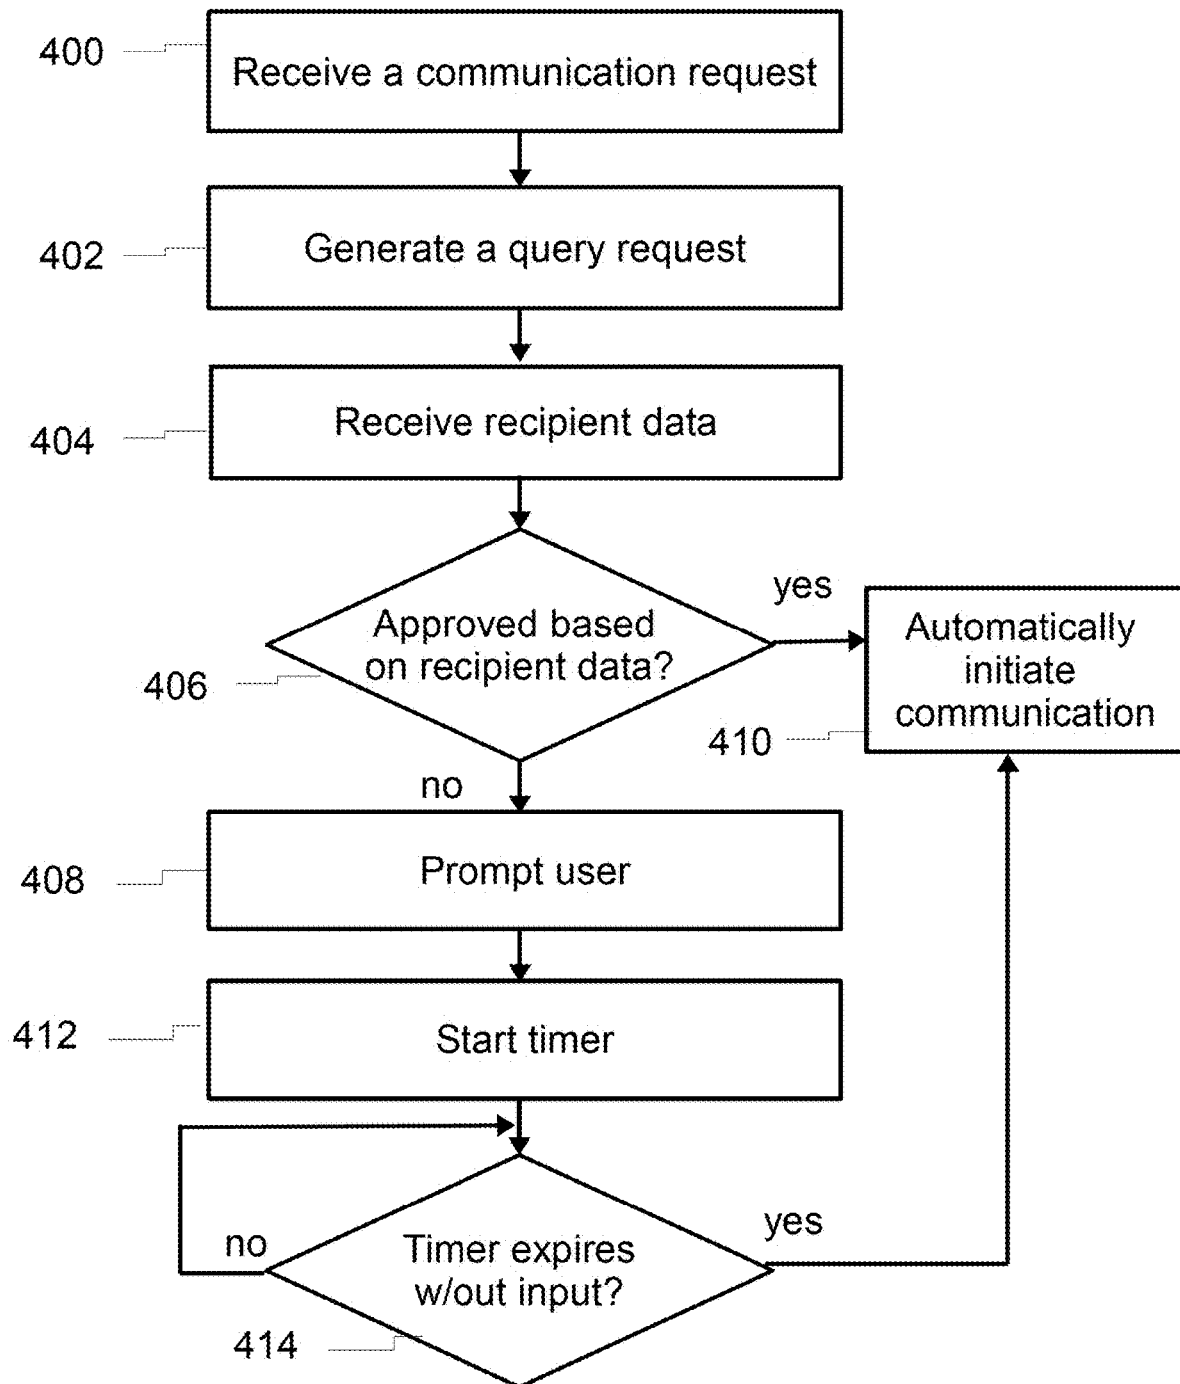 400
Receive a communication request
402
Generate a query request
404
Receive recipient data
yes
Approved based
on recipient data?
406
Automatically
initiate
communication
410
no
408
Prompt user
412
Start timer
no
yes
Timer expires
w/out input?
414